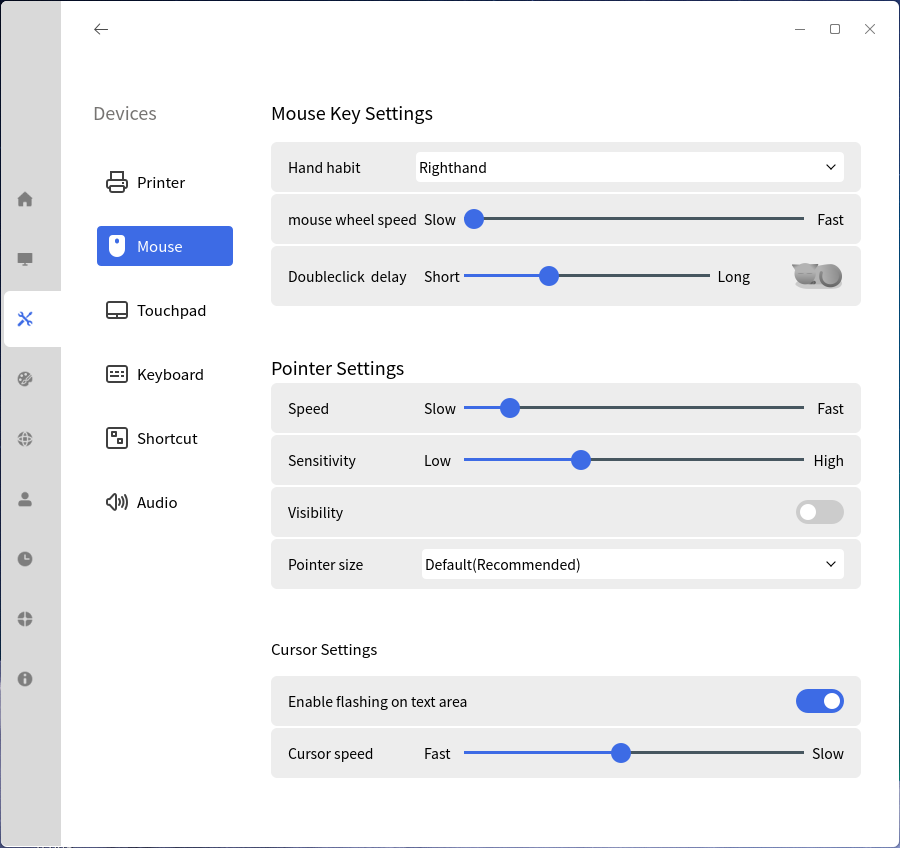 Devices
Printer
Mouse
Touchpad
Keyboard
Shortcut
Audio
Mouse Key Settings
Hand habit Righthand
mouse wheel speed Slow Fast
Doubleclick delay Short Long
Pointer Settings
Speed Slow Fast
Sensitivity Low High
Visibility
Pointer size Default(Recommended)
Cursor Settings
Enable flashing on text area
Cursor speed Fast Slow